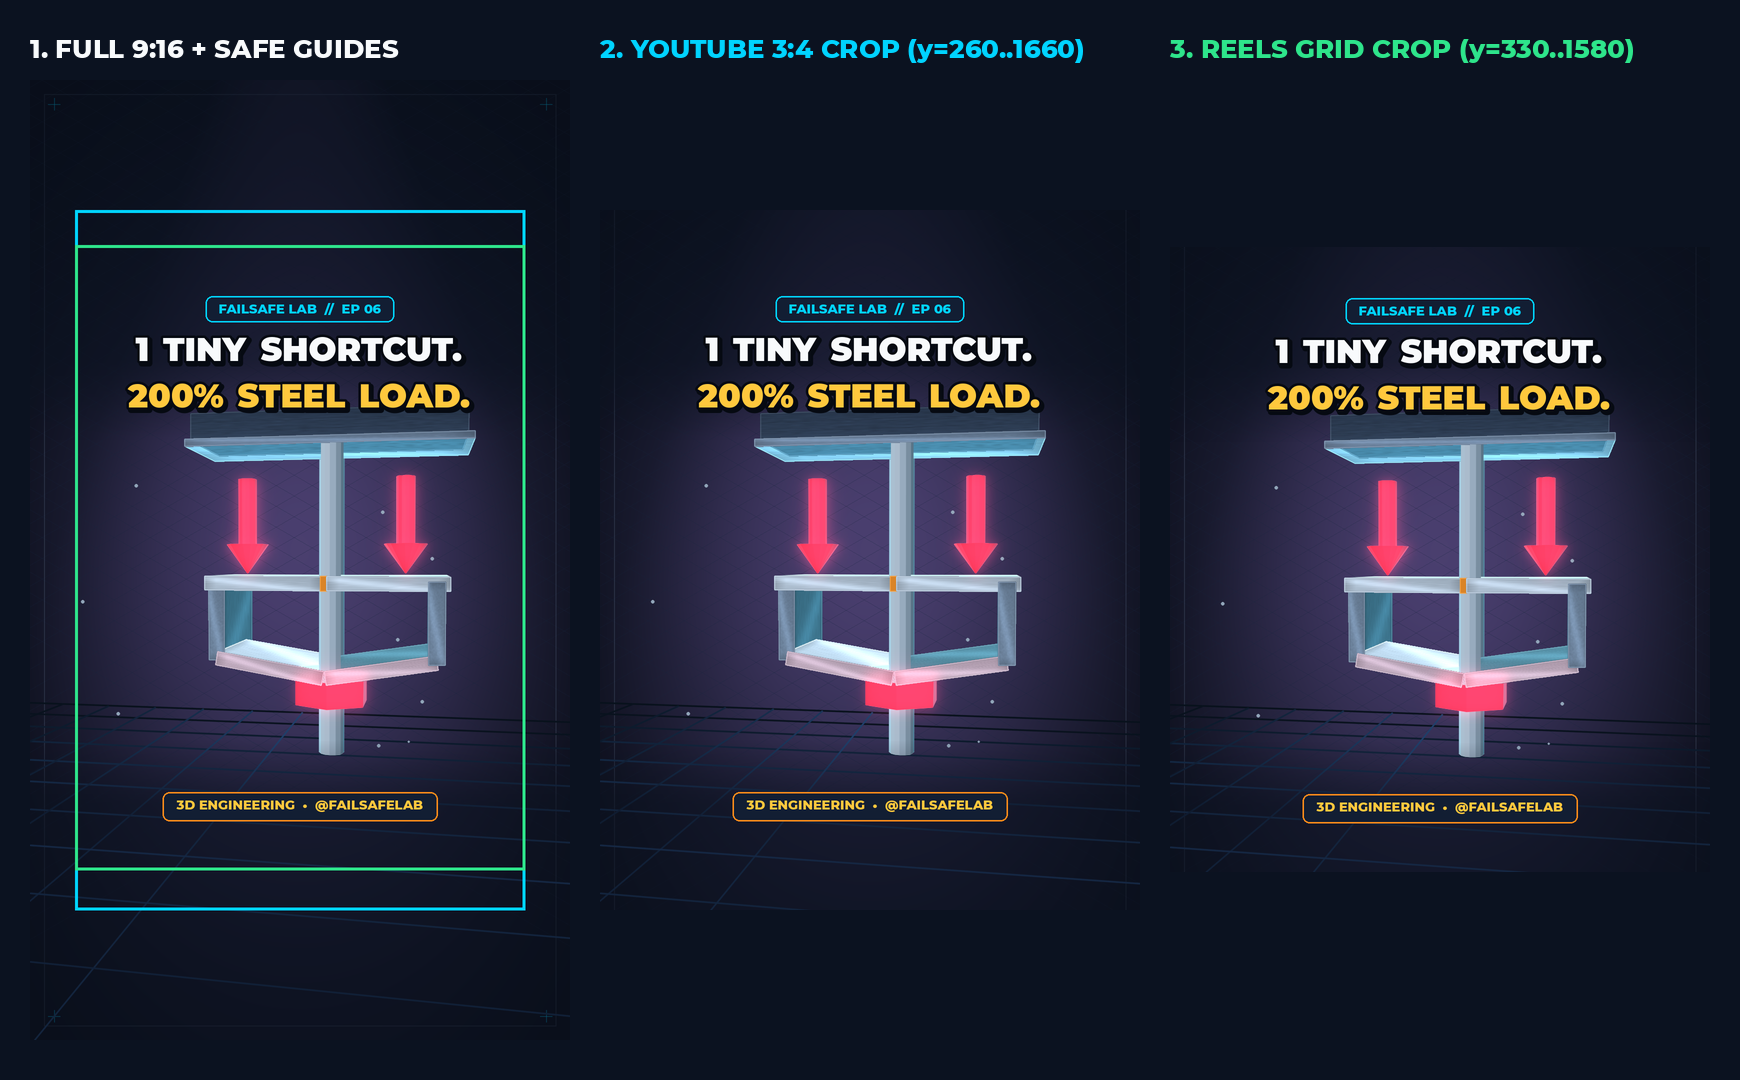 1. FULL 9:16 + SAFE GUIDES
FAILSAFE LAB // EP 06
1 TINY SHORTCUT.
200% STEEL LOAD.
3D ENGINEERING • @FAILSAFELAB
2. YOUTUBE 3:4 CROP (y=260..1660)
FAILSAFE LAB // EP 06
1 TINY SHORTCUT.
200% STEEL LOAD.
3D ENGINEERING • @FAILSAFELAB
3. REELS GRID CROP (y=330..1580)
FAILSAFE LAB // EP 06
1 TINY SHORTCUT.
200% STEEL LOAD.
3D ENGINEERING • @FAILSAFELAB